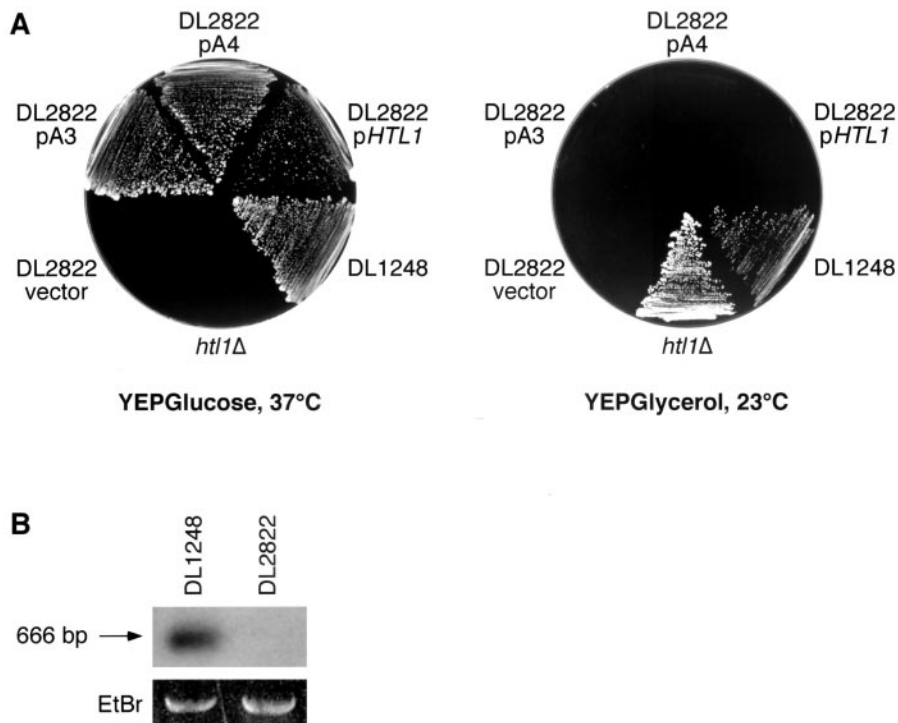 A
DL2822
pA4
DL2822
pA3
DL2822
pHTL1
DL2822
vector
DL1248
htl1Δ
YEPGlucose, 37°C
DL2822
pA4
DL2822
pA3
DL2822
pHTL1
DL2822
vector
DL1248
htl1Δ
YEPGlycerol, 23°C
B
DL1248
DL2822
666 bp
EtBr